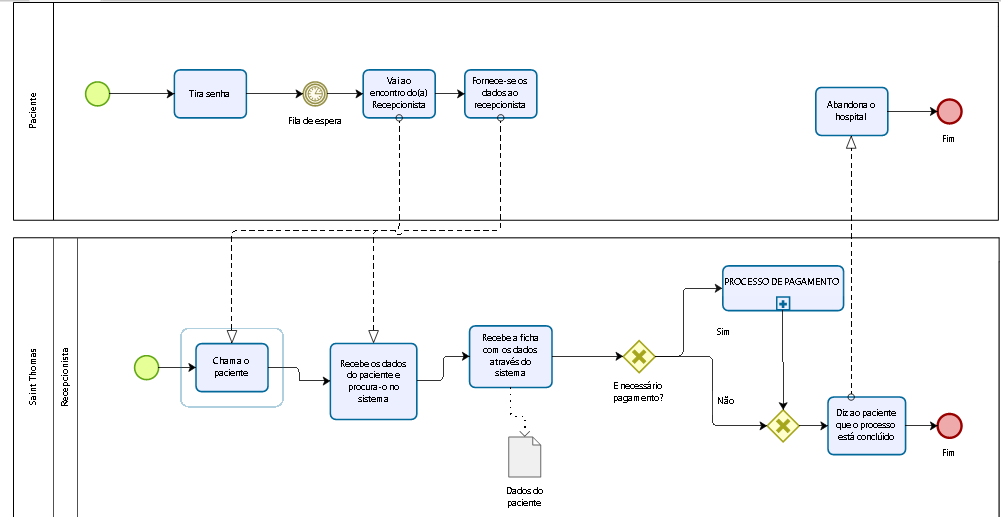 Paciente
Tira senha
Fila de espera
Vai ao
encontro do(a)
Recepcionista
Fornece-se os
dados ao
recepcionista
Abandona o
hospital
Fim
Saint Thomas
Recepcionista
Chama o
paciente
Recebe os dados
do paciente e
procura-o no
sistema
Recebe a ficha
com os dados
através do
sistema
Dados do
paciente
E necessário
pagamento?
Sim
Não
PROCESSO DE PAGAMENTO
Diz ao paciente
que o processo
está conclúido
Fim